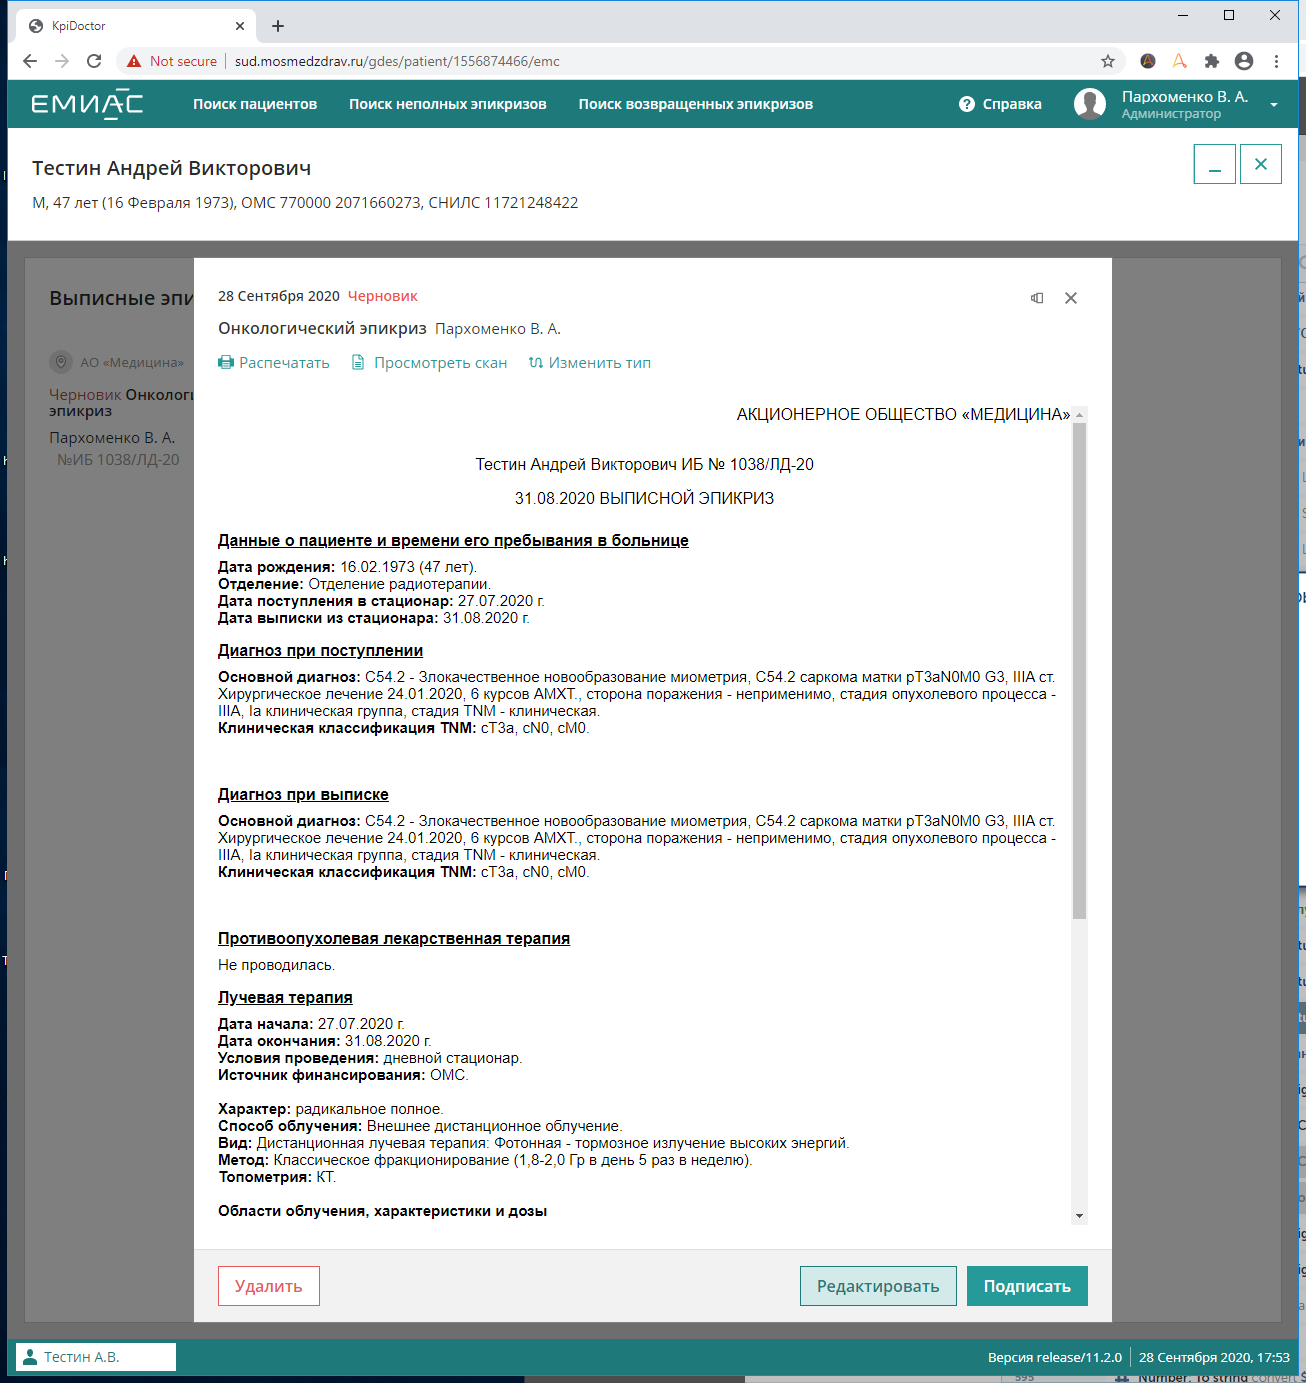 KpiDoctor
Not secure
sud.mosmedzdrav.ru/gdes/patient/1556874466/emc
ЕМИАС
Поиск пациентов
Поиск неполных эпикризов
Поиск возвращенных эпикризов
Справка
Пархоменко В. А.
Администратор
Тестин Андрей Викторович
М, 47 лет (16 Февраля 1973), ОМС 770000 2071660273, СНИЛС 11721248422
Выписные эпи
АО «Медицина»
Черновик Онкологи
эпикриз
Пархоменко В. А.
№ИБ 1038/ЛД-20
28 Сентября 2020 Черновик
Онкологический эпикриз Пархоменко В. А.
Распечатать
Просмотреть скан
Изменить тип
АКЦИОНЕРНОЕ ОБЩЕСТВО «МЕДИЦИНА»
Тестин Андрей Викторович ИБ № 1038/ЛД-20
31.08.2020 ВЫПИСНОЙ ЭПИКРИЗ
Данные о пациенте и времени его пребывания в больнице
Дата рождения: 16.02.1973 (47 лет).
Отделение: Отделение радиотерапии.
Дата поступления в стационар: 27.07.2020 г.
Дата выписки из стационара: 31.08.2020 г.
Диагноз при поступлении
Основной диагноз: C54.2 - Злокачественное новообразование миометрия, C54.2 саркома матки pT3aN0M0 G3, IIIA ст.
Хирургическое лечение 24.01.2020, 6 курсов АМХТ., сторона поражения - неприменимо, стадия опухолевого процесса -
IIIA, Ia клиническая группа, стадия TNM - клиническая.
Клиническая классификация TNM: cT3a, cN0, cM0.
Диагноз при выписке
Основной диагноз: C54.2 - Злокачественное новообразование миометрия, C54.2 саркома матки pT3aN0M0 G3, IIIA ст.
Хирургическое лечение 24.01.2020, 6 курсов АМХТ., сторона поражения - неприменимо, стадия опухолевого процесса -
IIIA, Ia клиническая группа, стадия TNM - клиническая.
Клиническая классификация TNM: cT3a, cN0, cM0.
Противоопухолевая лекарственная терапия
Не проводилась.
Лучевая терапия
Дата начала: 27.07.2020 г.
Дата окончания: 31.08.2020 г.
Условия проведения: дневной стационар.
Источник финансирования: ОМС.
Характер: радикальное полное.
Способ облучения: Внешнее дистанционное облучение.
Вид: Дистанционная лучевая терапия: Фотонная - тормозное излучение высоких энергий.
Метод: Классическое фракционирование (1,8-2,0 Гр в день 5 раз в неделю).
Топометрия: КТ.
Области облучения, характеристики и дозы
Удалить
Редактировать
Подписать
Тестин А.В.
Версия release/11.2.0
28 Сентября 2020, 17:53
595
Number: To string convert